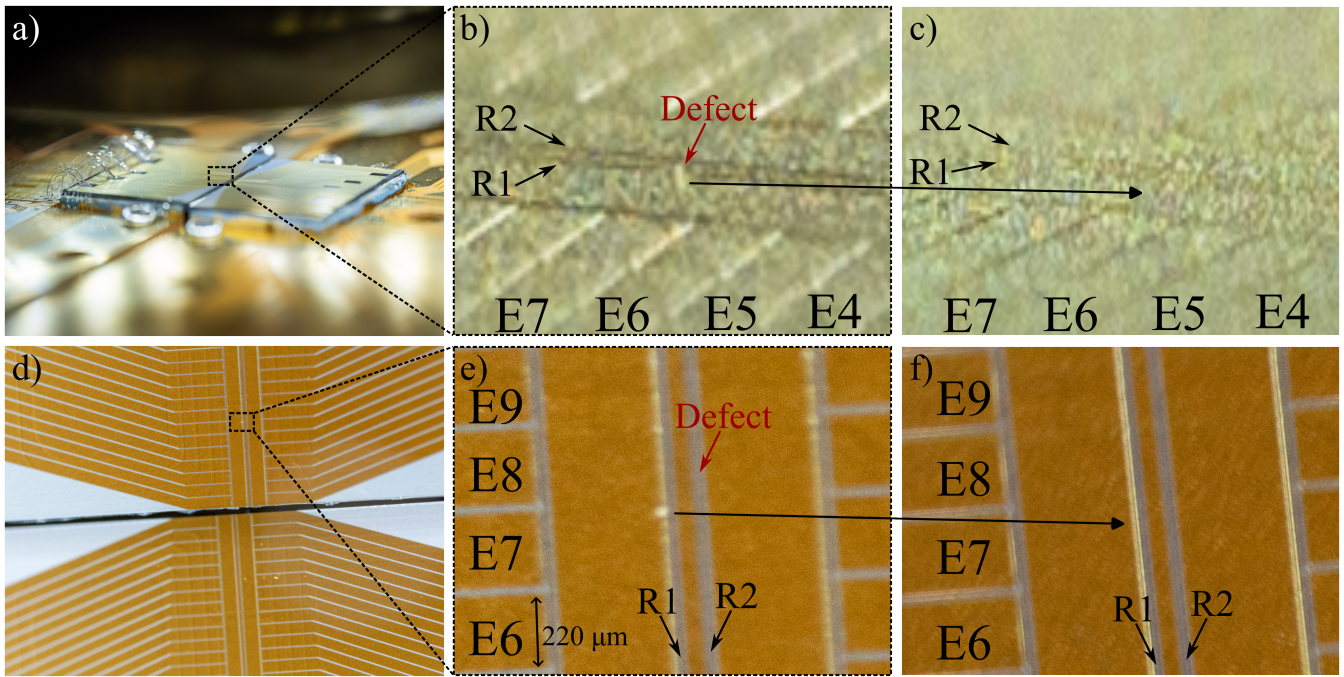 a)
b)
R2
R1
Defect
E7 E6 E5 E4
c)
R2
R1
E7 E6 E5 E4
d)
e)
E9
Defect
E8
E7
R1 R2
E6
220 μm
f)
E9
E8
E7
R1 R2
E6